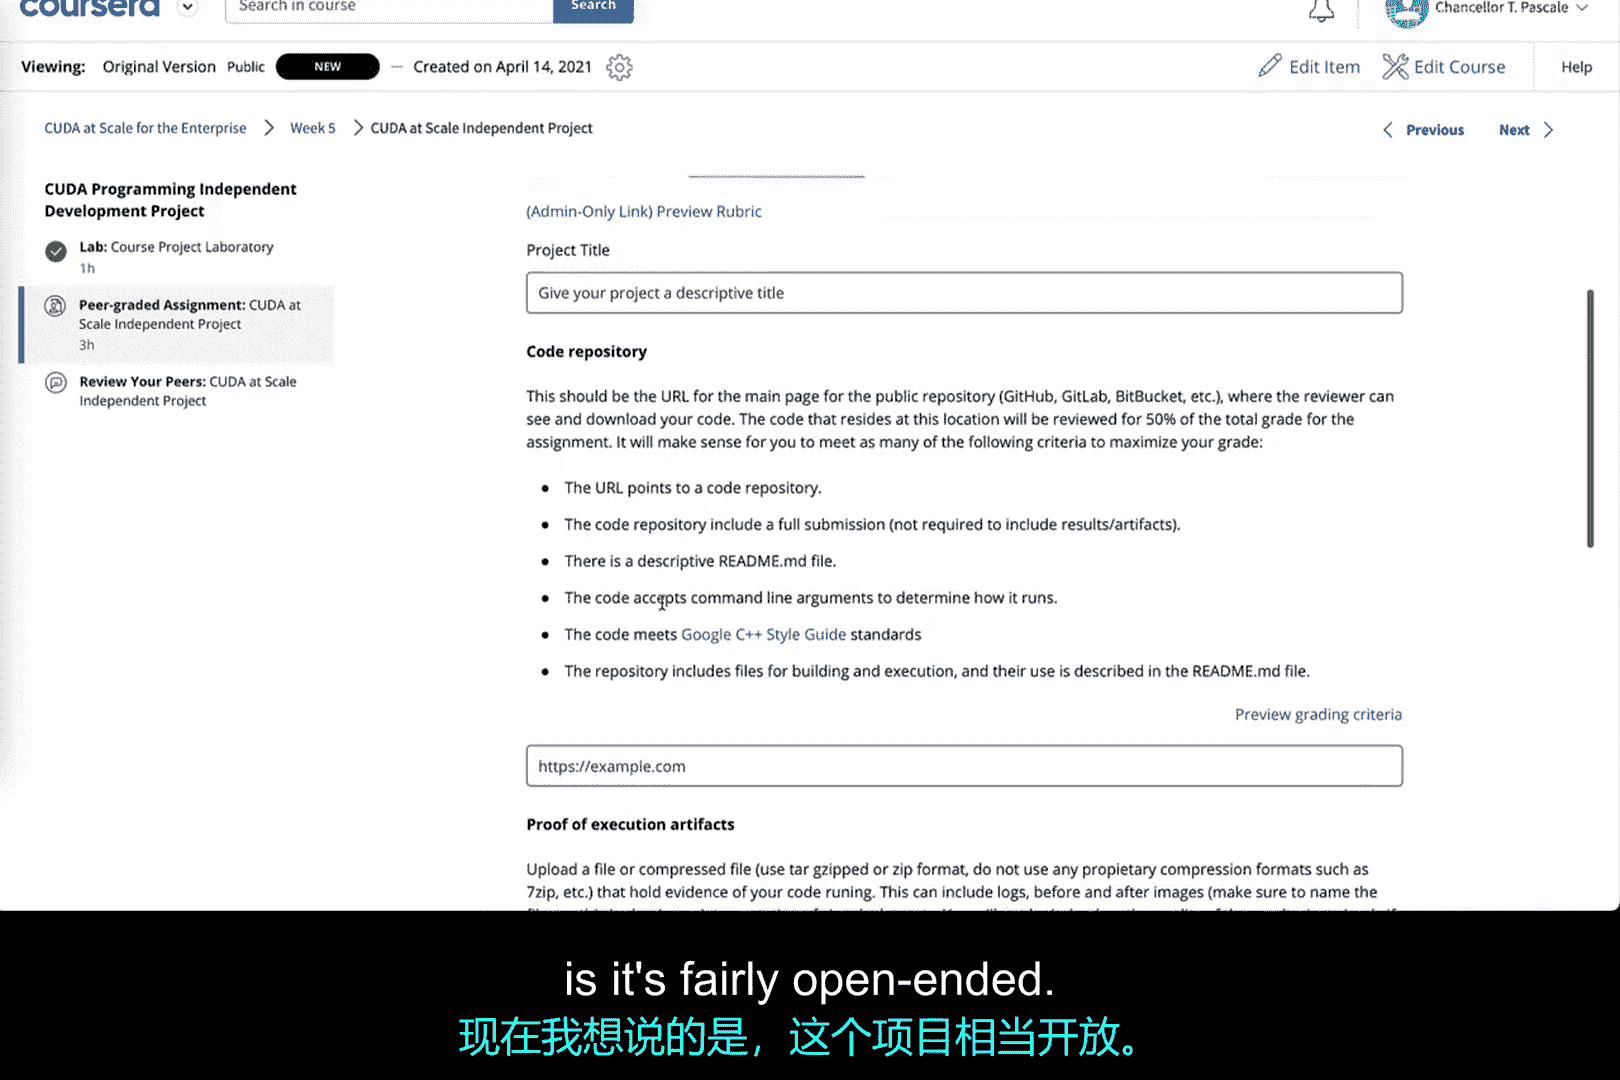 coursera
Search in course
Search
Chancellor T. Pascale
Viewing: Original Version Public NEW — Created on April 14, 2021
Edit Item
Edit Course
Help
CUDA at Scale for the Enterprise > Week 5 > CUDA at Scale Independent Project
Previous
Next
CUDA Programming Independent
Development Project
Lab: Course Project Laboratory
1h
Peer-graded Assignment: CUDA at
Scale Independent Project
3h
Review Your Peers: CUDA at Scale
Independent Project
(Admin-Only Link) Preview Rubric
Project Title
Give your project a descriptive title
Code repository
This should be the URL for the main page for the public repository (GitHub, GitLab, BitBucket, etc.), where the reviewer can
see and download your code. The code that resides at this location will be reviewed for 50% of the total grade for the
assignment. It will make sense for you to meet as many of the following criteria to maximize your grade:
• The URL points to a code repository.
• The code repository include a full submission (not required to include results/artifacts).
• There is a descriptive README.md file.
• The code accepts command line arguments to determine how it runs.
• The code meets Google C++ Style Guide standards
• The repository includes files for building and execution, and their use is described in the README.md file.
Preview grading criteria
https://example.com
Proof of execution artifacts
Upload a file or compressed file (use tar gzipped or zip format, do not use any propietary compression formats such as
7zip, etc.) that hold evidence of your code runing. This can include logs, before and after images (make sure to name the
is it's fairly open-ended.
现在我想说的是，这个项目相当开放。